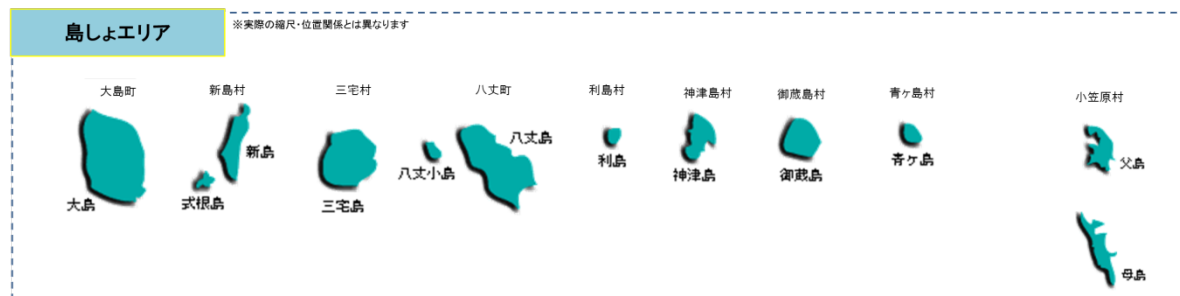 島しょエリア
※実際の縮尺・位置関係とは異なります
大島町
新島村
三宅村
八丈町
利島村
神津島村
御蔵島村
青ヶ島村
小笠原村
大島
新島
式根島
三宅島
八丈小島
八丈島
利島
神津島
御蔵島
青ヶ島
父島
母島